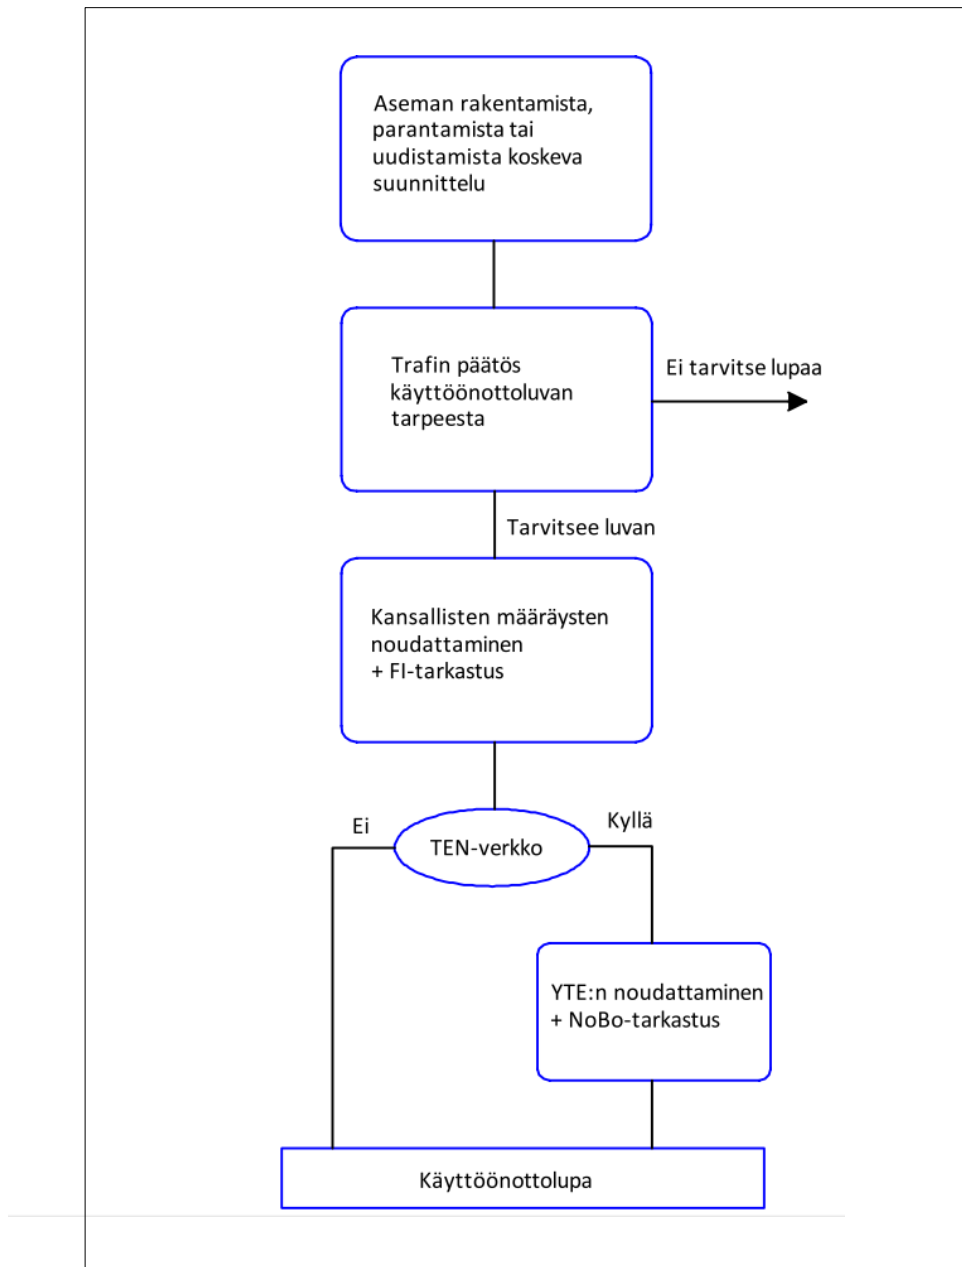 Aseman rakentamista,
parantamista tai
uudistamista koskeva
suunnittelu
Trafin päätös
käyttöönottoluvan
tarpeesta
Ei tarvitse lupaa
Tarvitsee luvan
Kansallisten määräysten
noudattaminen
+ FI-tarkastus
Ei
TEN-verkko
Kyllä
YTE:n noudattaminen
+ NoBo-tarkastus
Käyttöönottolupa